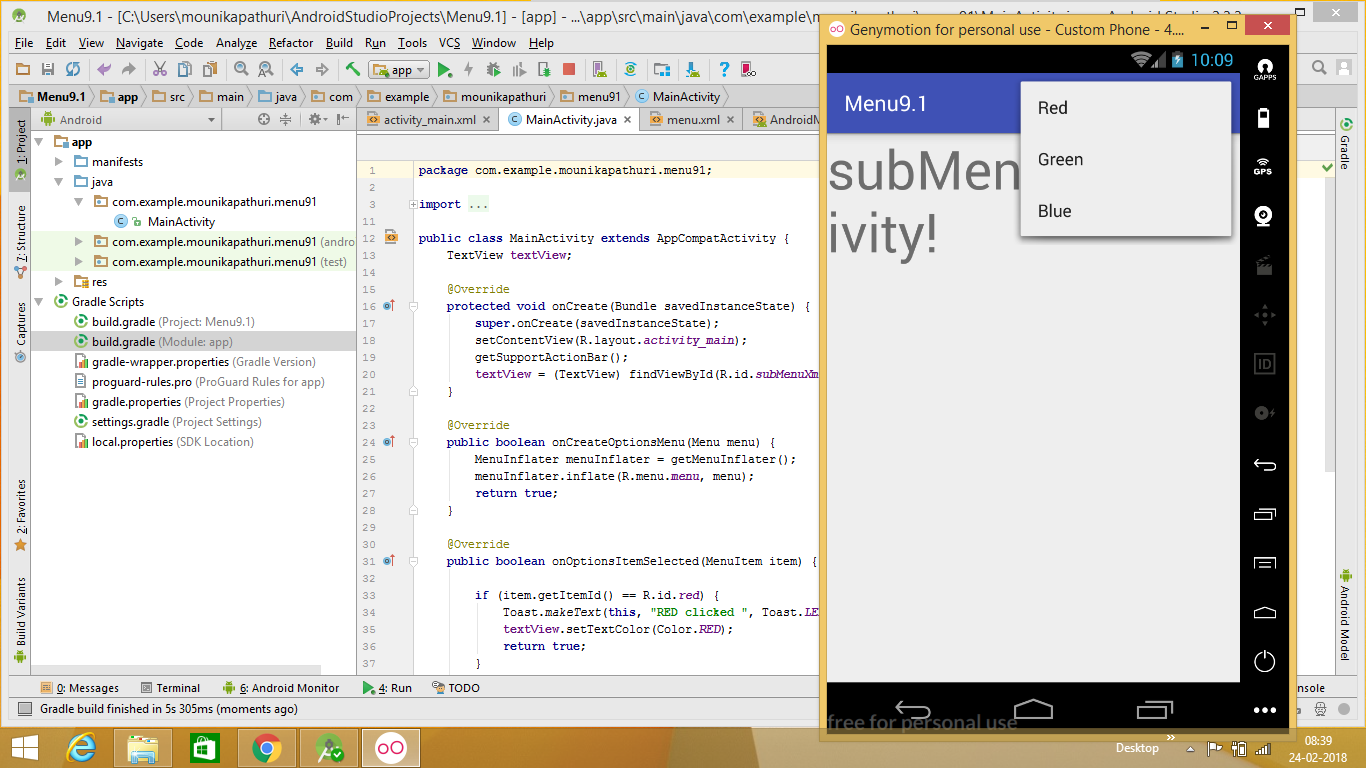 Menu9.1 - [C:\Users\mounikapathuri\AndroidStudioProjects\Menu9.1] - [app] - ...\app\src\main\java\com\example\
File Edit View Navigate Code Analyze Refactor Build Run Tools VCS Window Help
app
Menu9.1 app src main java com example mounikapathuri menu91 MainActivity
1: Project
7: Structure
Captures
2: Favorites
Build Variants
Android
app
manifests
java
com.example.mounikapathuri.menu91
MainActivity
com.example.mounikapathuri.menu91 (andro
com.example.mounikapathuri.menu91 (test)
res
Gradle Scripts
build.gradle (Project: Menu9.1)
build.gradle (Module: app)
gradle-wrapper.properties (Gradle Version)
proguard-rules.pro (ProGuard Rules for app)
gradle.properties (Project Properties)
settings.gradle (Project Settings)
local.properties (SDK Location)
activity_main.xml MainActivity.java menu.xml AndroidM
1 package com.example.mounikapathuri.menu91;
2
3 import ...
11
12 public class MainActivity extends AppCompatActivity {
13 TextView textView;
14
15 @Override
16 protected void onCreate(Bundle savedInstanceState) {
17 super.onCreate(savedInstanceState);
18 setContentView(R.layout.activity_main);
19 getSupportActionBar();
20 textView = (TextView) findViewById(R.id.subMenuXm
21 }
22
23 @Override
24 public boolean onCreateOptionsMenu(Menu menu) {
25 MenuInflater menuInflater = getMenuInflater();
26 menuInflater.inflate(R.menu.menu, menu);
27 return true;
28 }
29
30 @Override
31 public boolean onOptionsItemSelected(MenuItem item) {
32
33 if (item.getItemId() == R.id.red) {
34 Toast.makeText(this, "RED clicked ", Toast.LE
35 textView.setTextColor(Color.RED);
36 return true;
37 }
Genymotion for personal use - Custom Phone - 4....
10:09
Menu9.1
Red
Green
Blue
subMen
ivity!
free for personal use
GAPPS
GPS
ID
Gradle
Android Model
0: Messages Terminal 6: Android Monitor 4: Run TODO
nsole
Gradle build finished in 5s 305ms (moments ago)
Desktop
08:39
24-02-2018